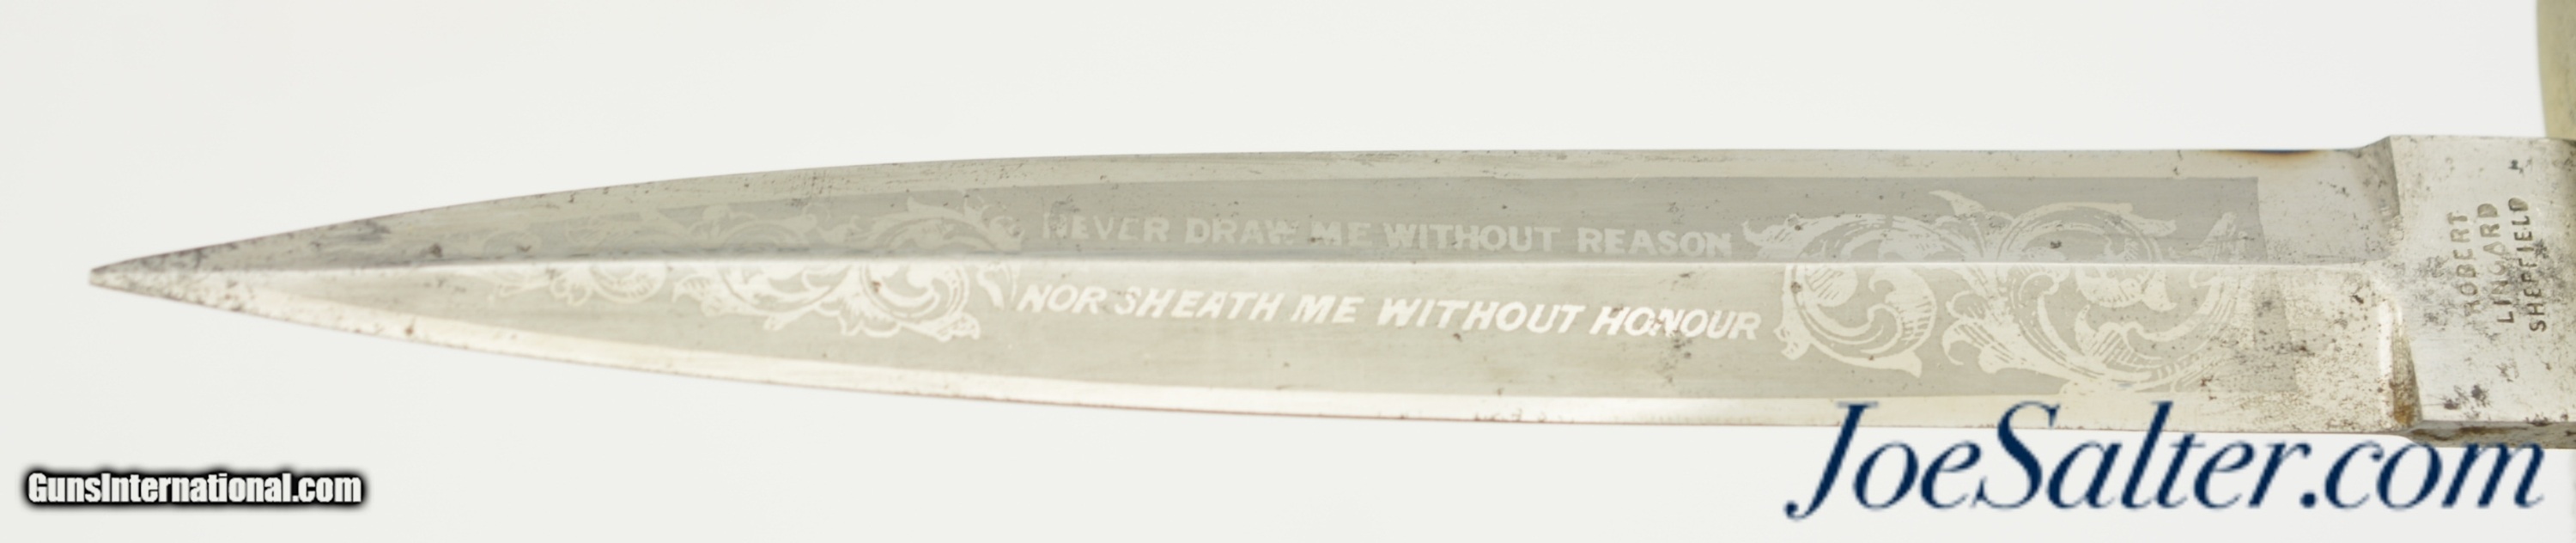 NEVER DRAW ME WITHOUT REASON
NOR SHEATH ME WITHOUT HONOUR
ROBERT
LINGARD
SHEFFIELD
GunsInternational.com
JoeSalter.com